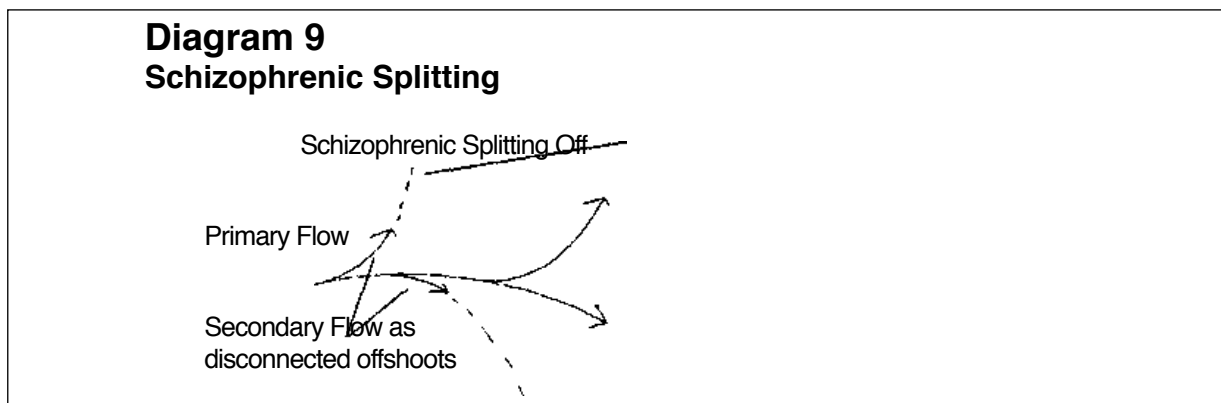 Diagram 9
Schizophrenic Splitting
Schizophrenic Splitting Off
Primary Flow
Secondary Flow as
disconnected offshoots